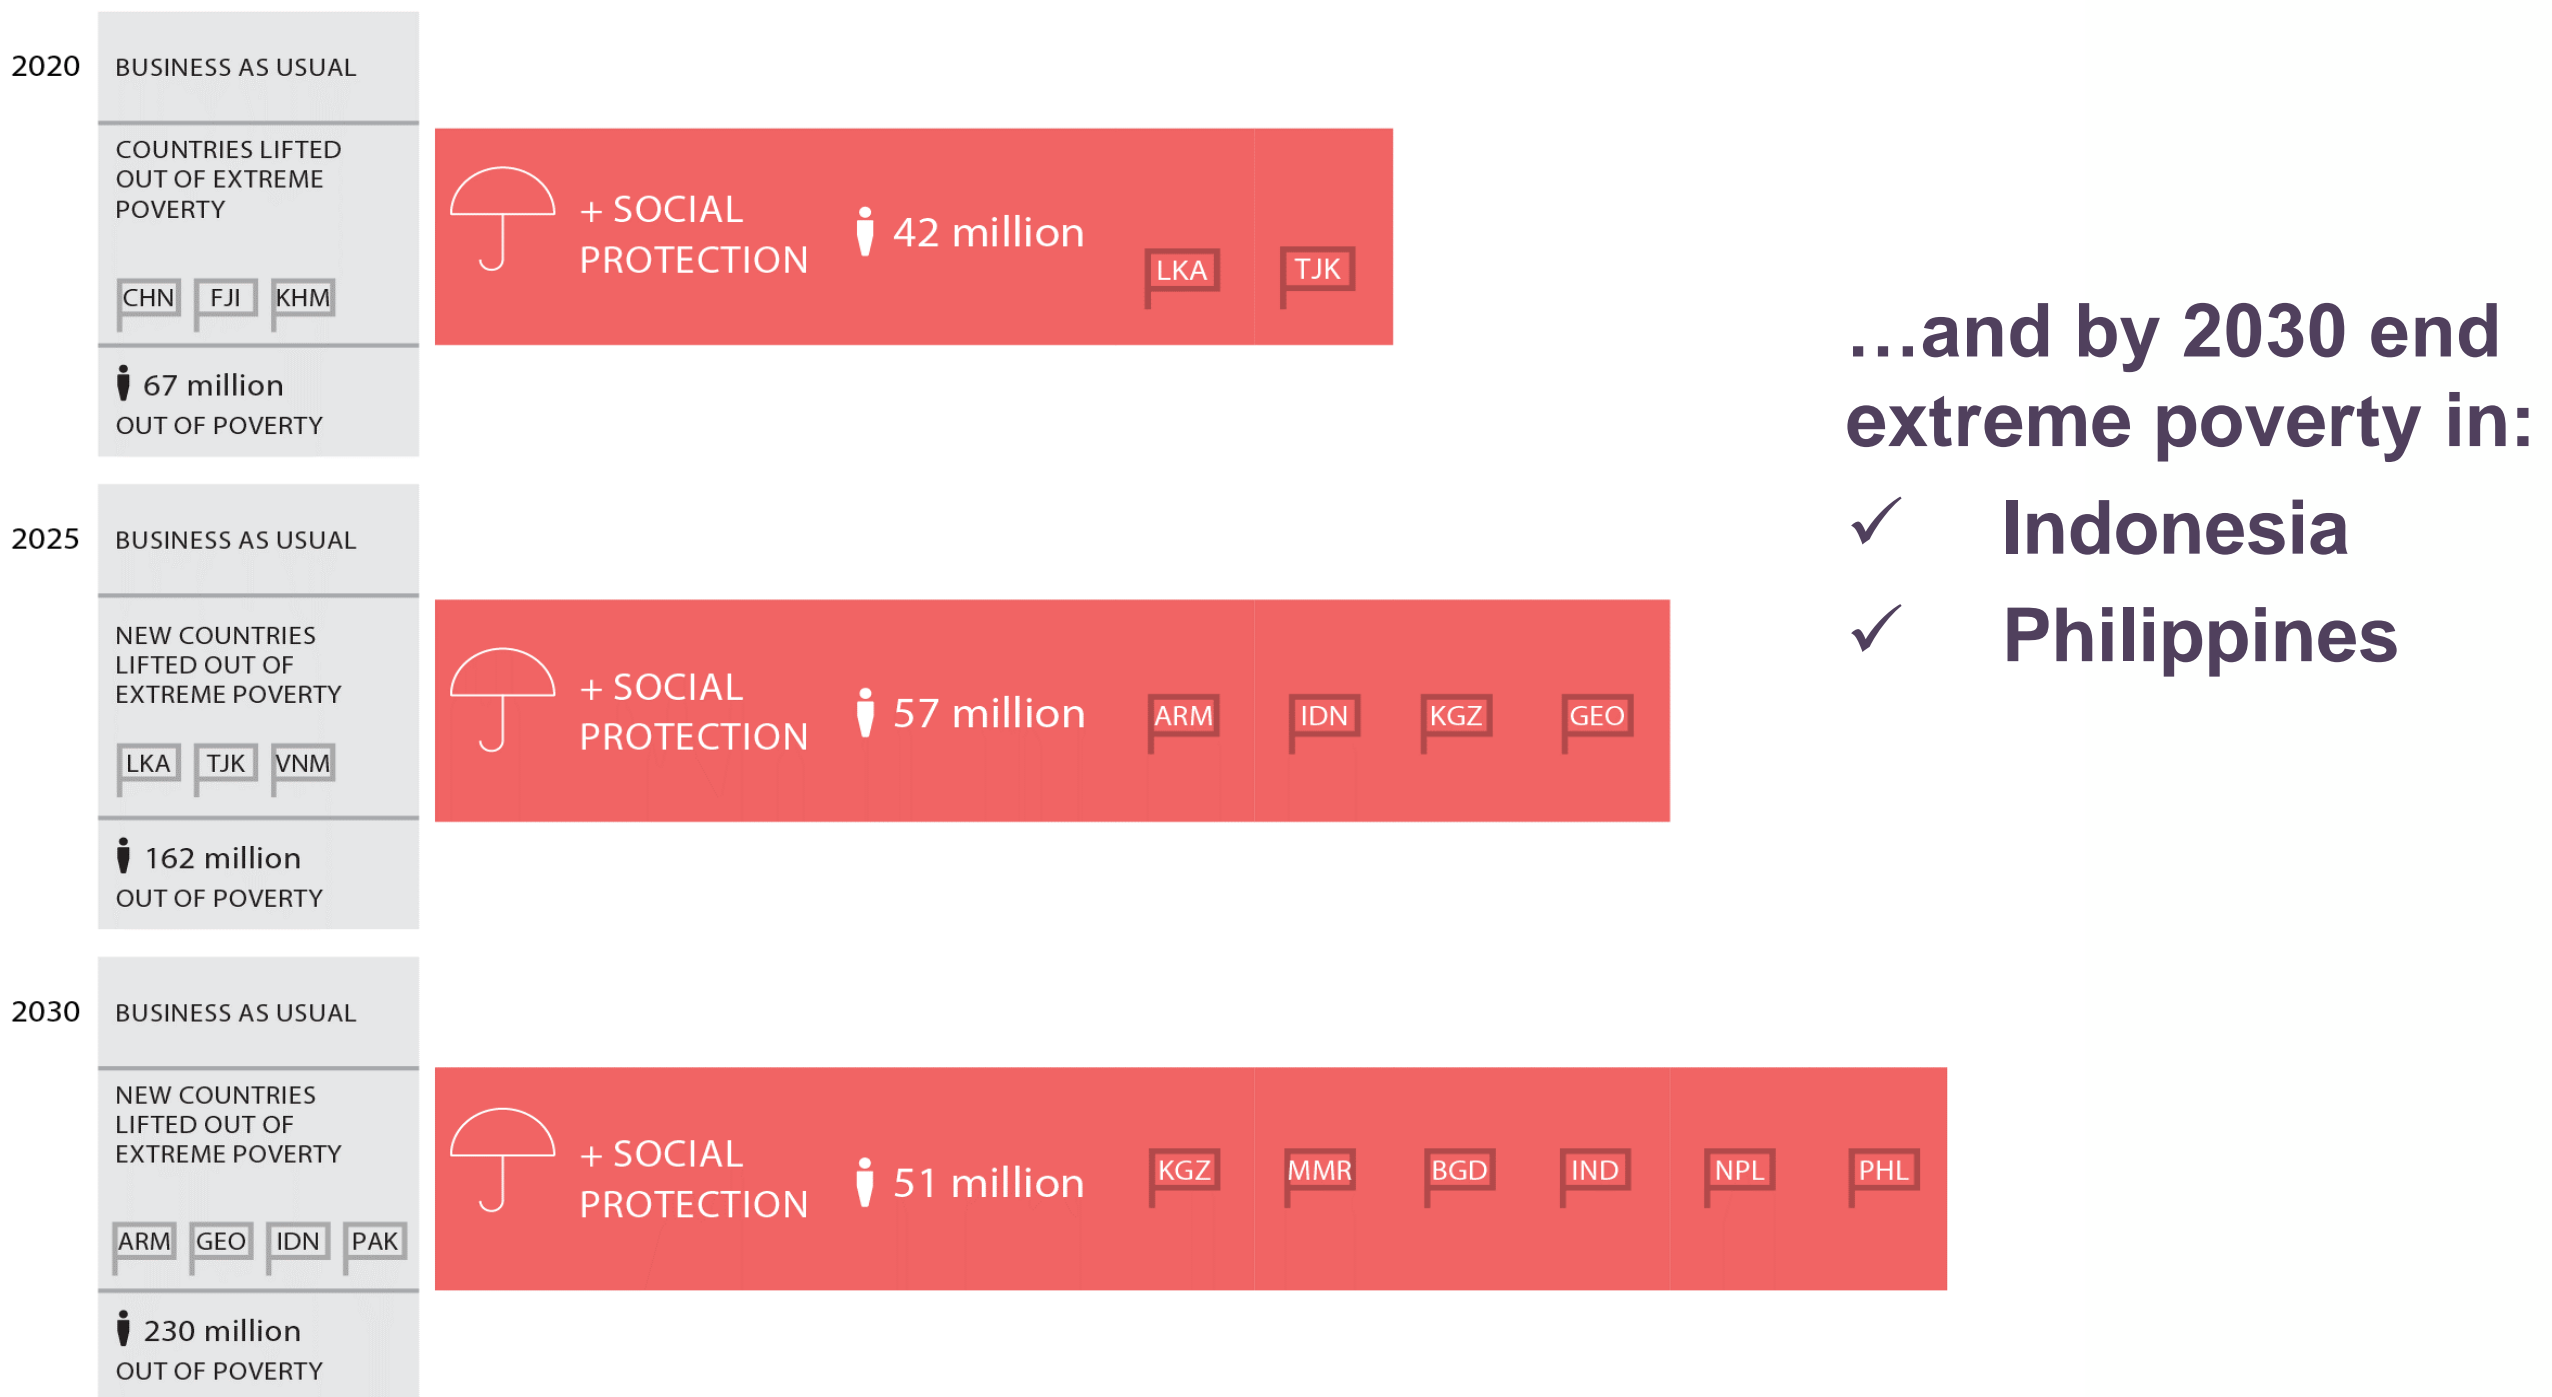 2020
BUSINESS AS USUAL
COUNTRIES LIFTED
OUT OF EXTREME
POVERTY
CHN FJI KHM
67 million
OUT OF POVERTY
+ SOCIAL
PROTECTION
42 million
LKA TJK
2025
BUSINESS AS USUAL
NEW COUNTRIES
LIFTED OUT OF
EXTREME POVERTY
LKA TJK VNM
162 million
OUT OF POVERTY
+ SOCIAL
PROTECTION
57 million
ARM IDN KGZ GEO
2030
BUSINESS AS USUAL
NEW COUNTRIES
LIFTED OUT OF
EXTREME POVERTY
ARM GEO IDN PAK
230 million
OUT OF POVERTY
+ SOCIAL
PROTECTION
51 million
KGZ MMR BGD IND NPL PHL
…and by 2030 end
extreme poverty in:
✓ Indonesia
✓ Philippines